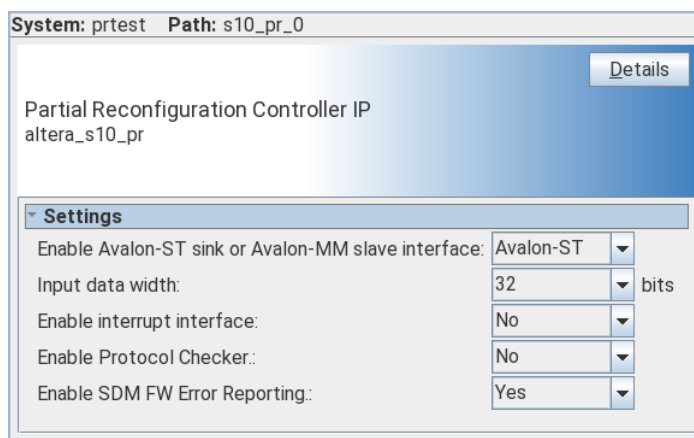 System: prtest Path: s10_pr_0
Details
Partial Reconfiguration Controller IP
altera_s10_pr
Settings
Enable Avalon-ST sink or Avalon-MM slave interface: Avalon-ST
Input data width: 32 bits
Enable interrupt interface: No
Enable Protocol Checker.: No
Enable SDM FW Error Reporting.: Yes